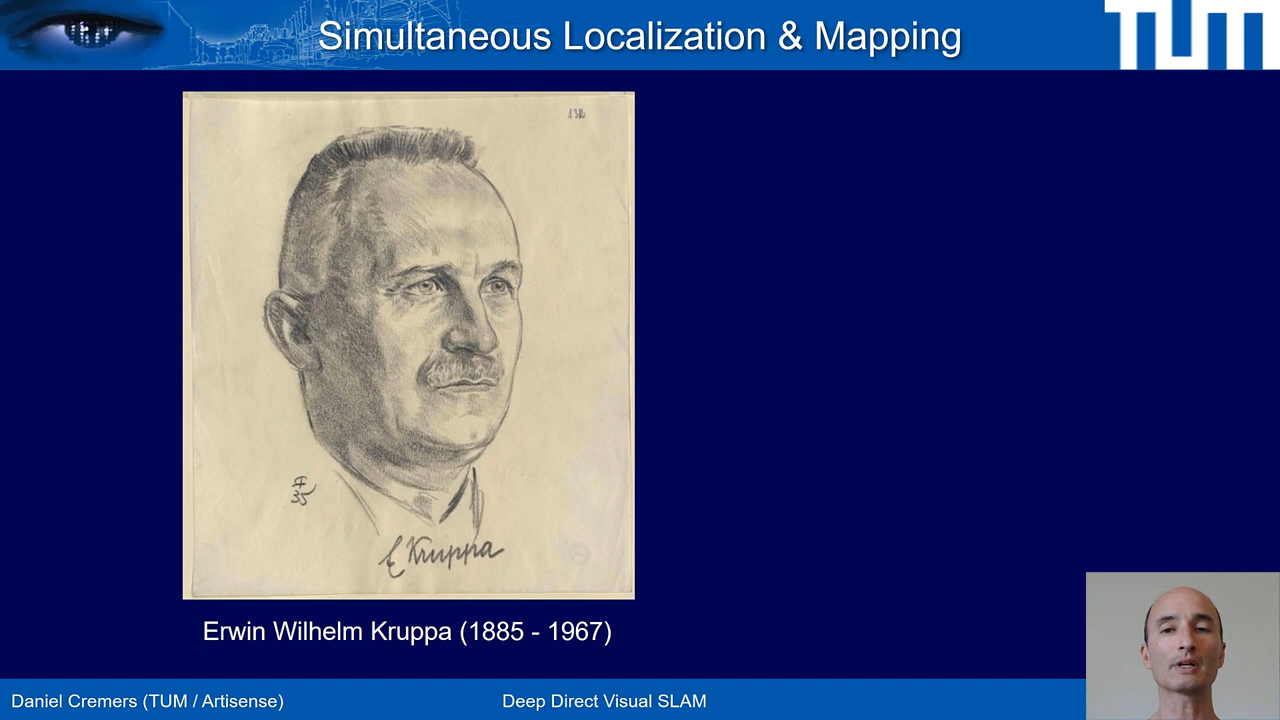 Simultaneous Localization & Mapping
TUM
132
35
E Kruppa
Erwin Wilhelm Kruppa (1885 - 1967)
Daniel Cremers (TUM / Artisense)
Deep Direct Visual SLAM